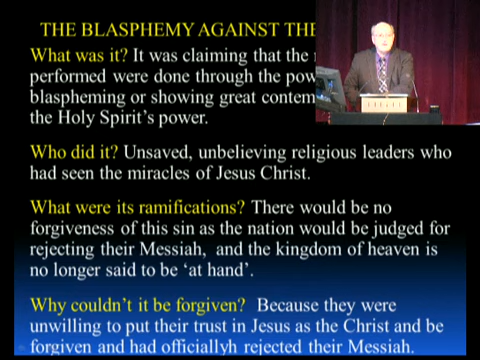 THE BLASPHEMY AGAINST THE
What was it? It was claiming that the
performed were done through the pow
blaspheming or showing great contem
the Holy Spirit's power.
Who did it? Unsaved, unbelieving religious leaders who
had seen the miracles of Jesus Christ.
What were its ramifications? There would be no
forgiveness of this sin as the nation would be judged for
rejecting their Messiah, and the kingdom of heaven is
no longer said to be 'at hand'.
Why couldn't it be forgiven? Because they were
unwilling to put their trust in Jesus as the Christ and be
forgiven and had officiallyh rejected their Messiah.